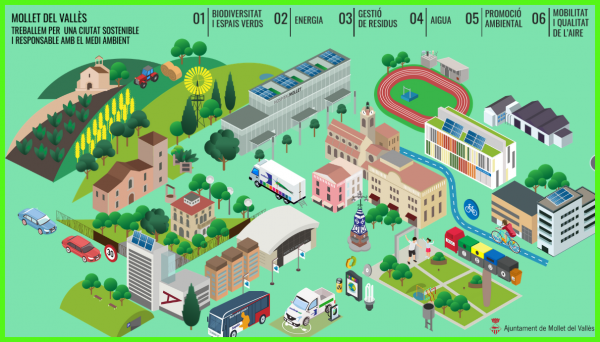 MOLLET DEL VALLÈS
TREBALLEM PER UNA CIUTAT SOSTENIBLE
I RESPONSABLE AMB EL MEDI AMBIENT
01 BIODIVERSITAT
I ESPAIS VERDS
02 ENERGIA
03 GESTIÓ
DE RESIDUS
04 AIGUA
05 PROMOCIÓ
AMBIENTAL
06 MOBILITAT
I QUALITAT
DE L'AIRE
MOLLET
30
Ajuntament de Mollet del Vallès